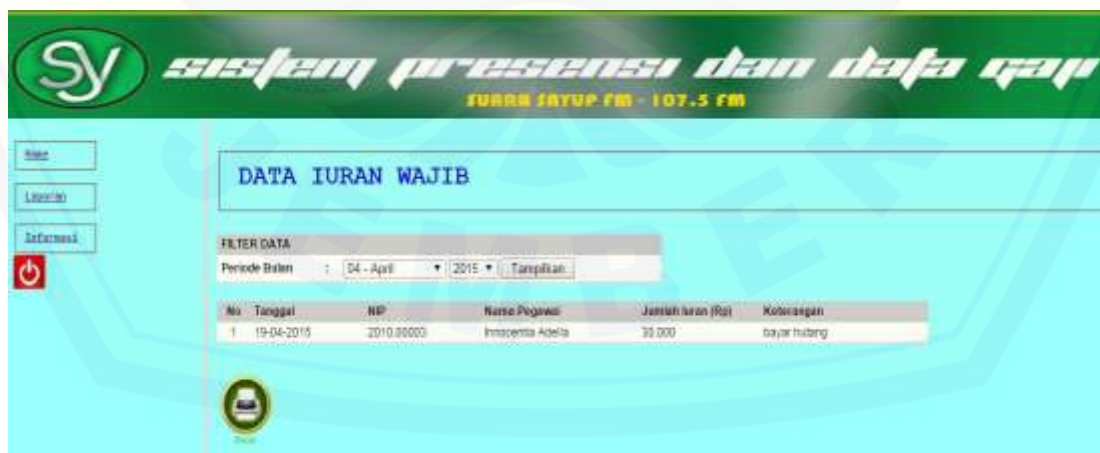 Sy sistem presensi dan data gaji
SUARA SAYUP FM - 107.5 FM
Home
Laporan
Informasi
DATA IURAN WAJIB
FILTER DATA
Periode Bulan : 04 - April 2015 Tampilkan
No Tanggal NIP Nama Pegawai Jumlah Iuran (Rp) Keterangan
1 19-04-2015 2010.00003 Innocentia Adella 30.000 bayar hutang
JEMBER